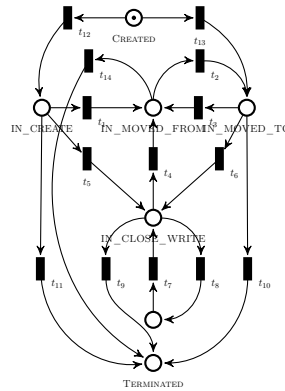 CREATED
t12
t13
t14
t2
t1
t3
IN_CREATE
IN_MOVED_FROM
IN_MOVED_TO
t5
t4
t6
IN_CLOSE_WRITE
t11
t9
t7
t8
t10
TERMINATED